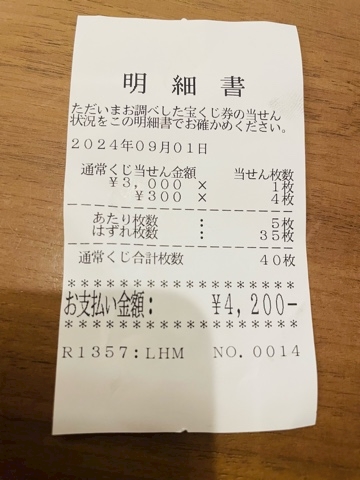 明細書
ただいまお調べした宝くじ券の当せん
状況をこの明細書でお確かめください。
2024年09月01日
通常くじ当せん金額 当せん枚数
¥3,000 × 1枚
¥300 × 4枚
--------------------------------
あたり枚数 : 5枚
はずれ枚数 : 35枚
--------------------------------
通常くじ合計枚数 40枚
* * * * * * * * * * * * * * * * * *
お支払い金額: ¥4,200-
* * * * * * * * * * * * * * * * * *
R1357:LHM NO.0014